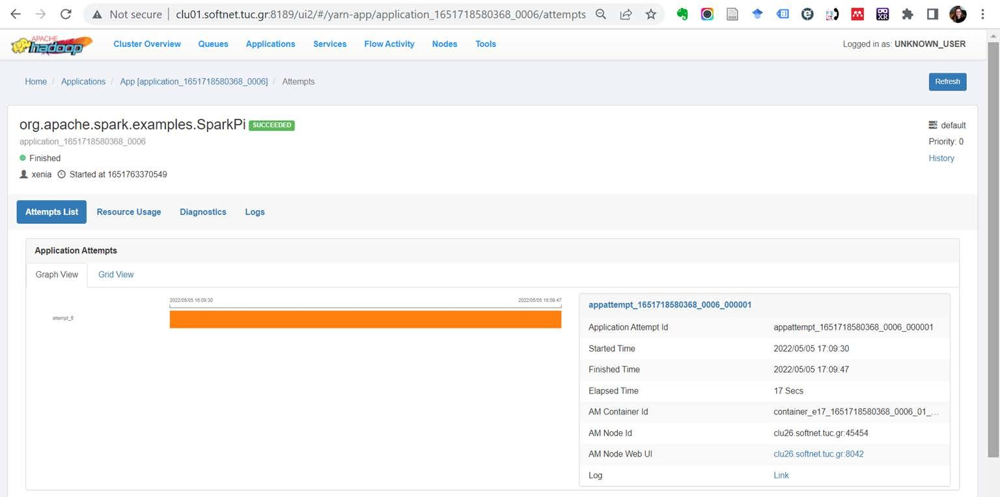 Not secure | clu01.softnet.tuc.gr:8189/ui2/#/yarn-app/application_1651718580368_0006/attempts
APACHE
hadoop
Cluster Overview Queues Applications Services Flow Activity Nodes Tools Logged in as: UNKNOWN_USER
Home / Applications / App [application_1651718580368_0006] / Attempts Refresh
org.apache.spark.examples.SparkPi SUCCEEDED default
application_1651718580368_0006 Priority: 0
Finished History
xenia Started at 1651763370549
Attempts List Resource Usage Diagnostics Logs
Application Attempts
Graph View Grid View
2022/05/05 16:09:30 2022/05/05 16:09:47
attempt_6
appattempt_1651718580368_0006_000001
Application Attempt Id appattempt_1651718580368_0006_000001
Started Time 2022/05/05 17:09:30
Finished Time 2022/05/05 17:09:47
Elapsed Time 17 Secs
AM Container Id container_e17_1651718580368_0006_01_...
AM Node Id clu26.softnet.tuc.gr:45454
AM Node Web UI clu26.softnet.tuc.gr:8042
Log Link